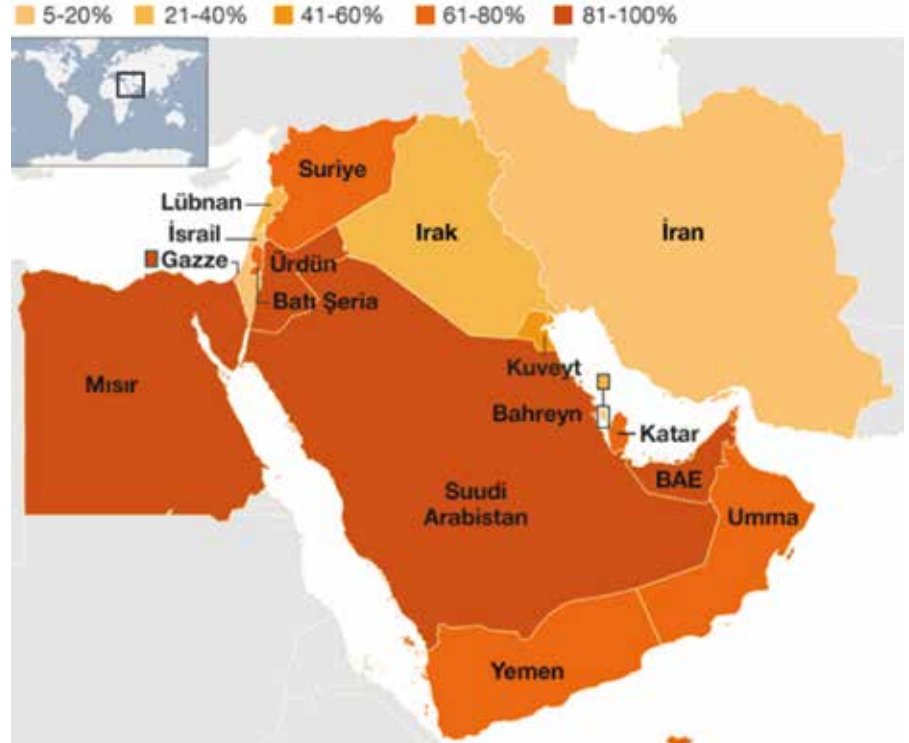 5-20% 21-40% 41-60% 61-80% 81-100%
Suriye
Lübnan
İsrail
Irak
İran
Gazze
Ürdün
Batı Şeria
Kuveyt
Mısır
Bahreyn
Katar
BAE
Suudi
Arabistan
Umma
Yemen